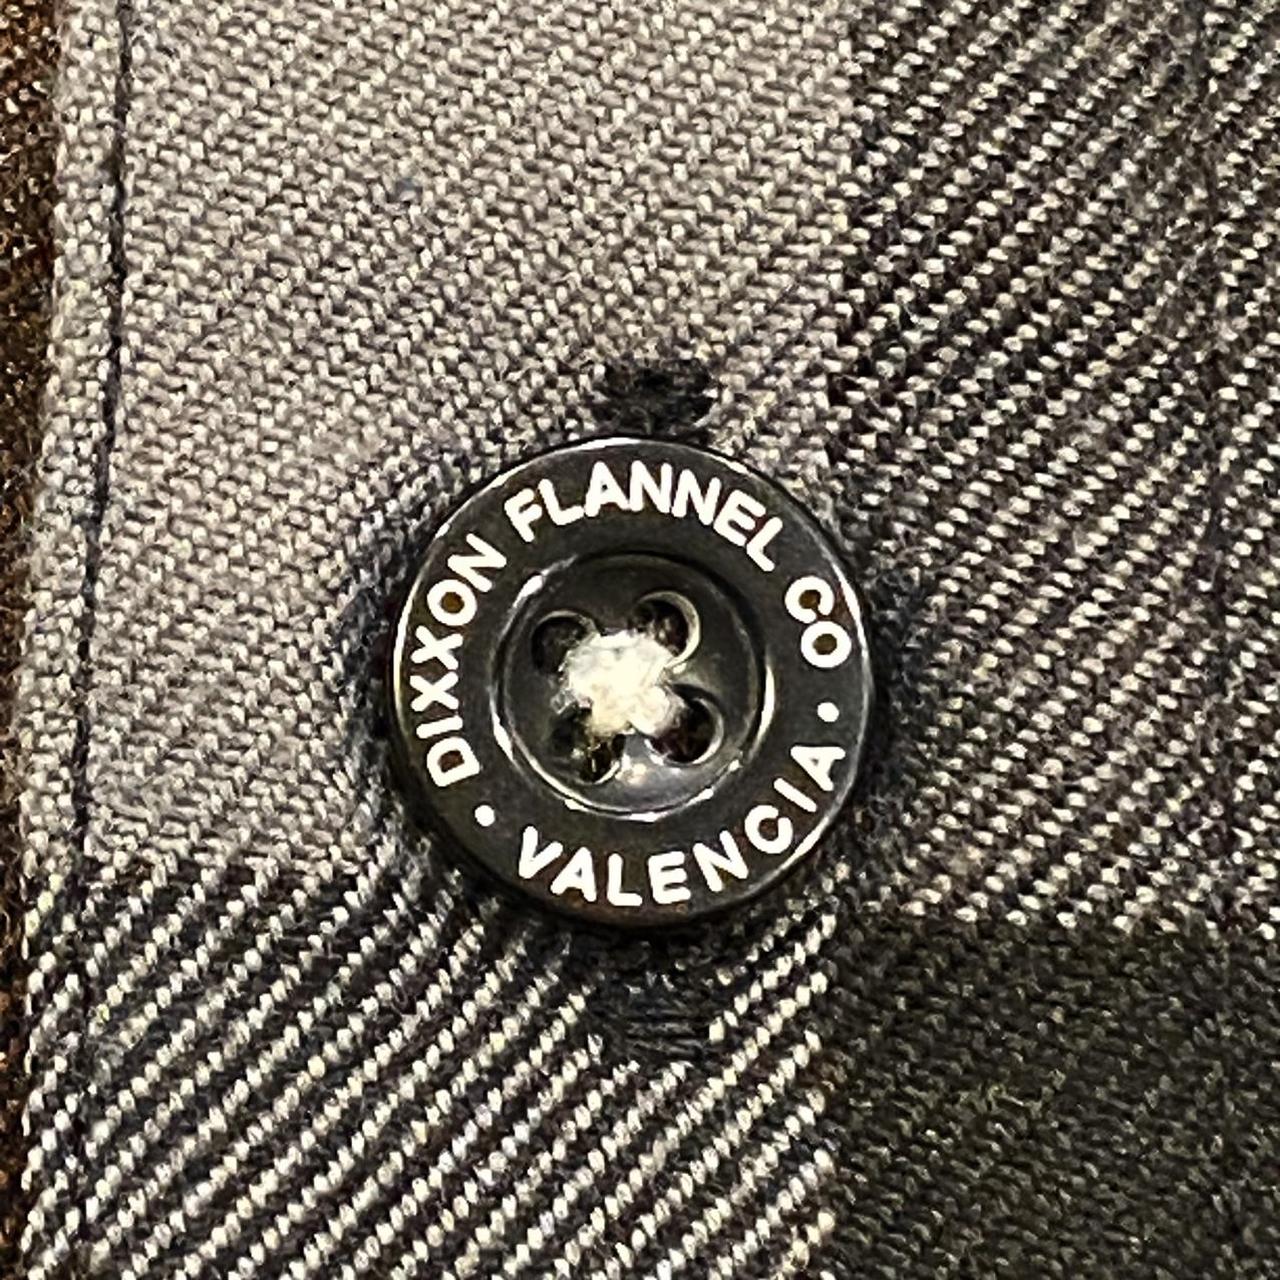 DIXXON FLANNEL CO
• VALENCIA •